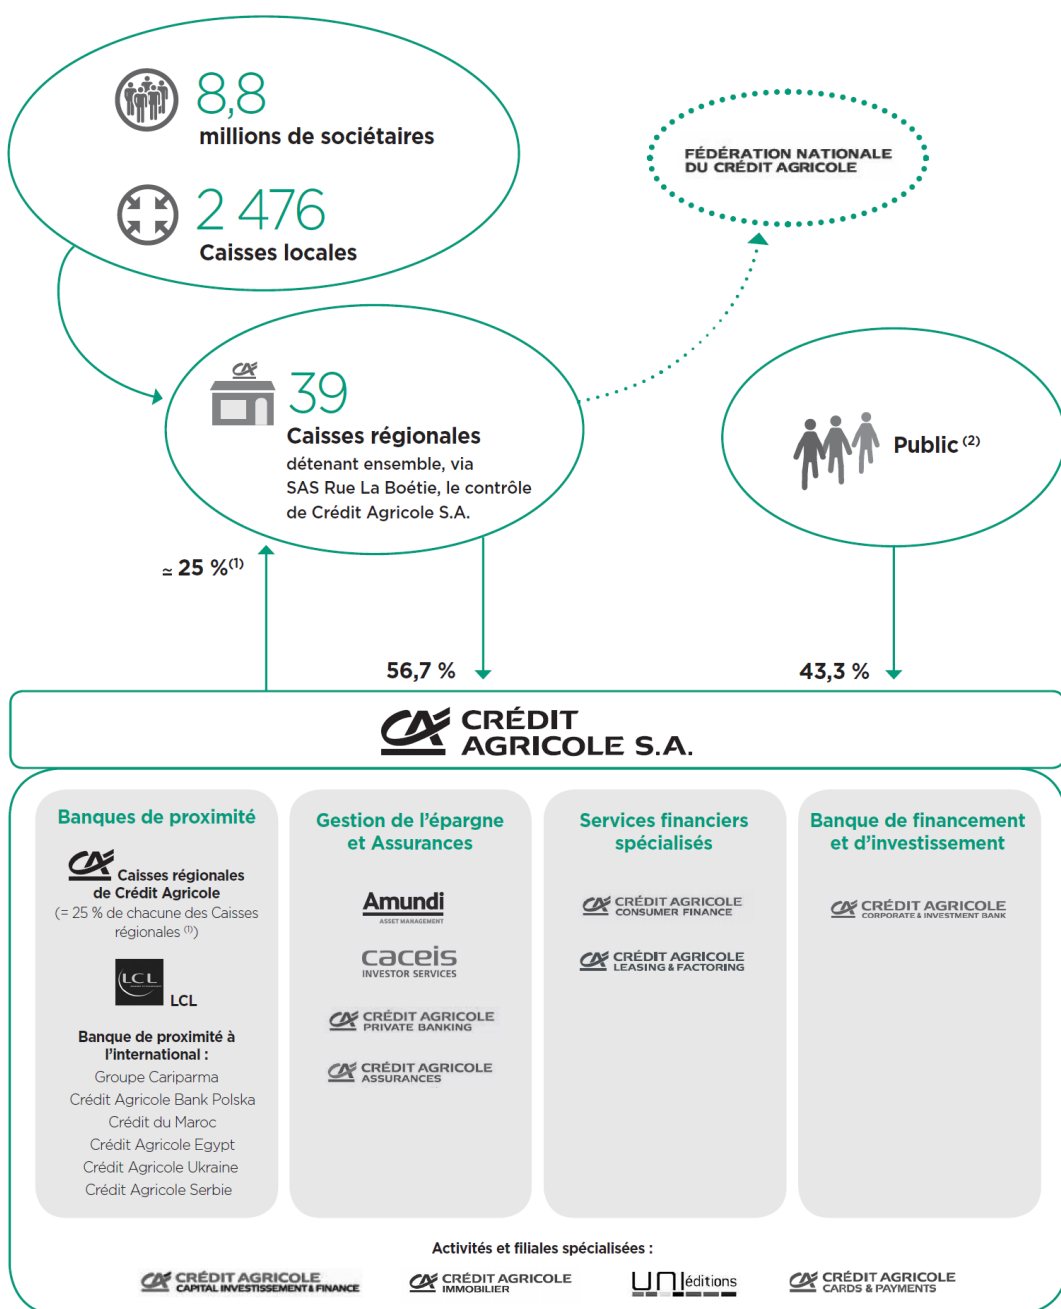 8,8
millions de sociétaires
2 476
Caisses locales
FÉDÉRATION NATIONALE
DU CRÉDIT AGRICOLE
39
Caisses régionales
détenant ensemble, via
SAS Rue La Boétie, le contrôle
de Crédit Agricole S.A.
Public (2)
≃ 25 %(1)
56,7 %
43,3 %
CRÉDIT
AGRICOLE S.A.
Banques de proximité
Caisses régionales
de Crédit Agricole
(= 25 % de chacune des Caisses
régionales (1))
LCL
LCL
Banque de proximité à
l'international :
Groupe Cariparma
Crédit Agricole Bank Polska
Crédit du Maroc
Crédit Agricole Egypt
Crédit Agricole Ukraine
Crédit Agricole Serbie
Gestion de l'épargne
et Assurances
Amundi
ASSET MANAGEMENT
caceis
INVESTOR SERVICES
CRÉDIT AGRICOLE
PRIVATE BANKING
CRÉDIT AGRICOLE
ASSURANCES
Services financiers
spécialisés
CRÉDIT AGRICOLE
CONSUMER FINANCE
CRÉDIT AGRICOLE
LEASING & FACTORING
Banque de financement
et d'investissement
CRÉDIT AGRICOLE
CORPORATE & INVESTMENT BANK
Activités et filiales spécialisées :
CRÉDIT AGRICOLE
CAPITAL INVESTISSEMENT & FINANCE
CRÉDIT AGRICOLE
IMMOBILIER
UNI éditions
CRÉDIT AGRICOLE
CARDS & PAYMENTS